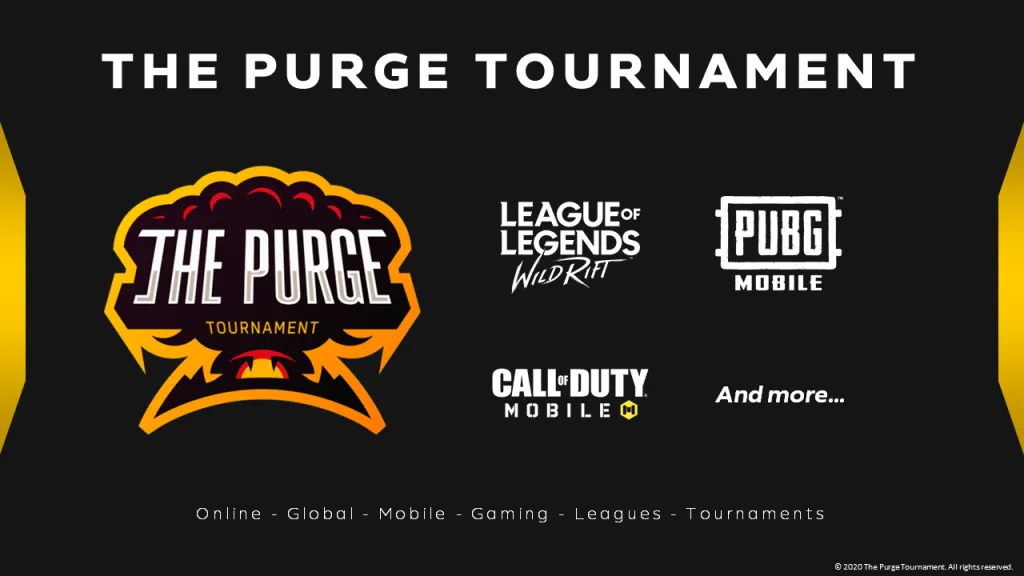 THE PURGE TOURNAMENT
THE PURGE
TOURNAMENT
LEAGUE OF
LEGENDS
WILD RIFT
PUBG™
MOBILE
CALL OF DUTY®
MOBILE
And more...
Online - Global - Mobile - Gaming - Leagues - Tournaments
© 2020 The Purge Tournament. All rights reserved.